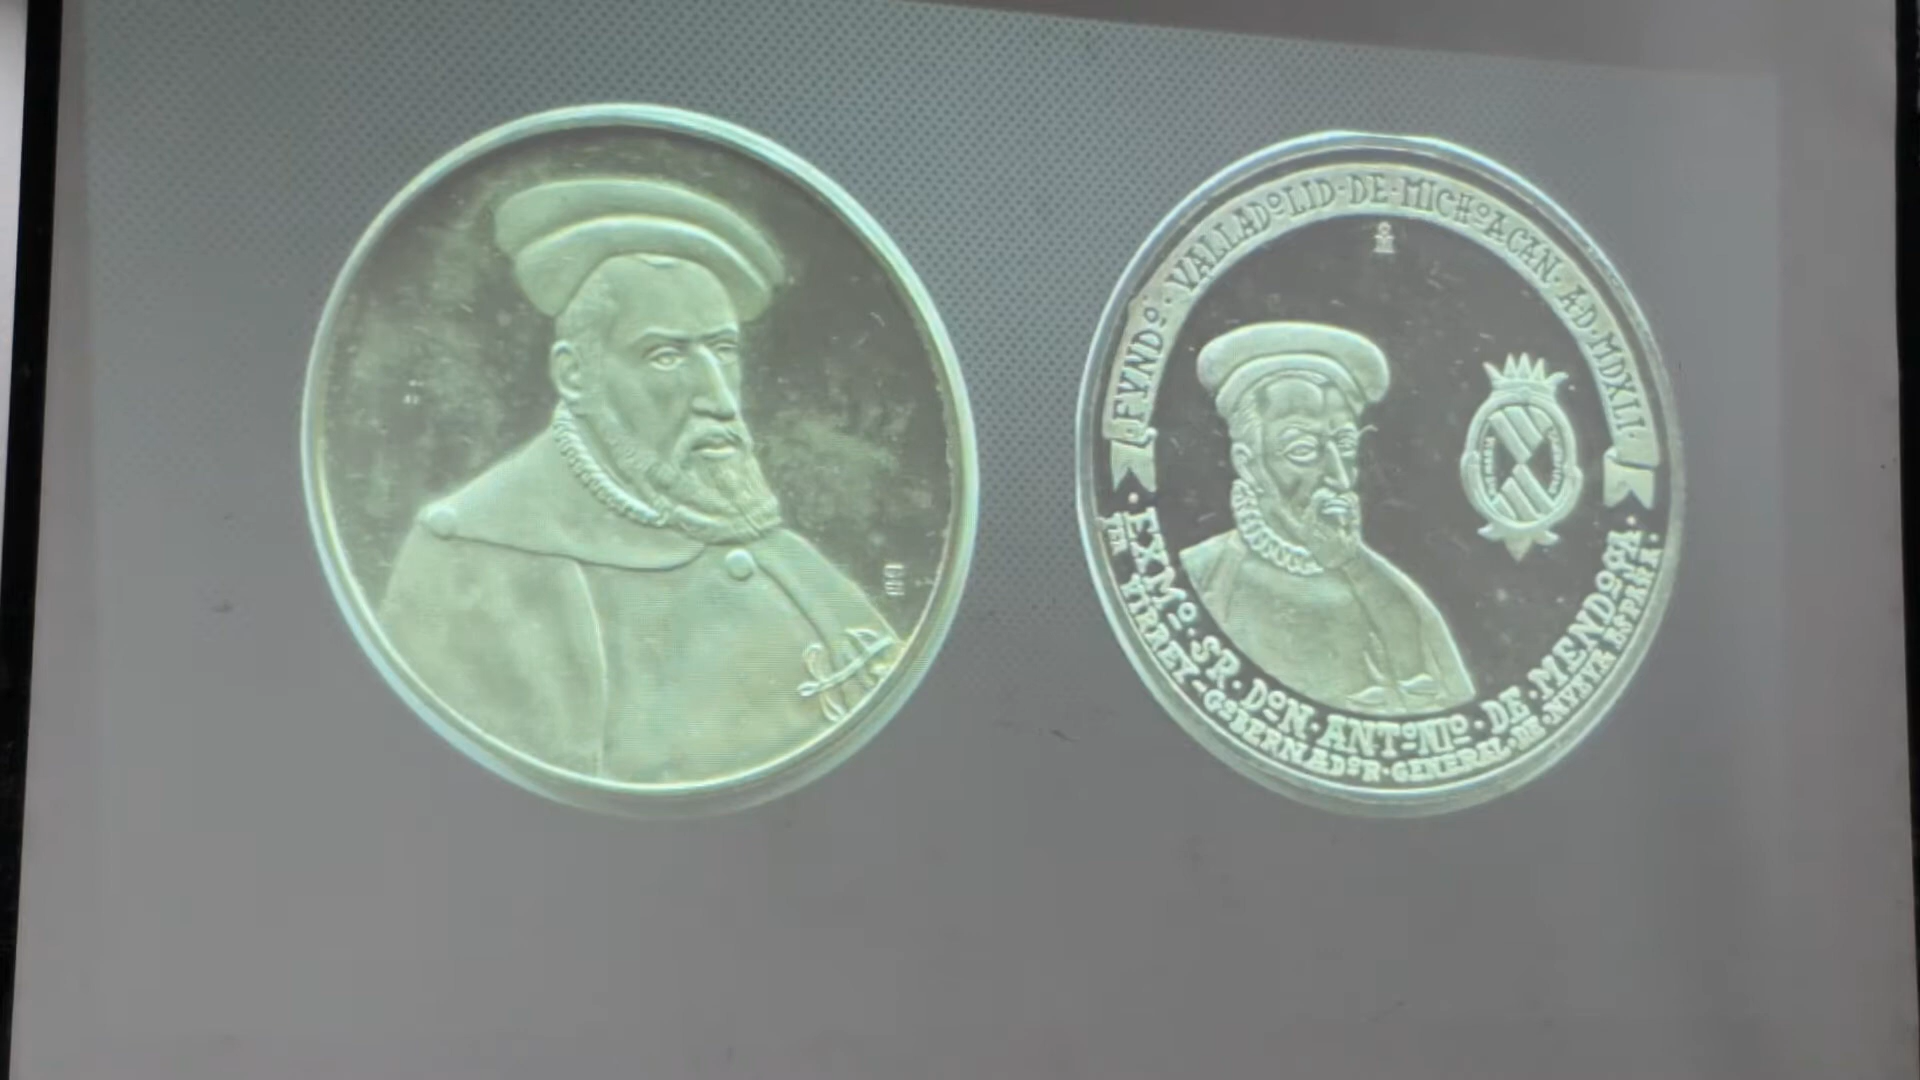 ·FVNDº·VALLADºLID·DE·MICHºACAN·A·D·MDXLI·
·EXMº·SR·DºN·ANTºNIº·DE·MENDºÇA·
1ER VIRREY-GºBERNADºR·GENERAL·DE·NVEVA ESPAÑA·